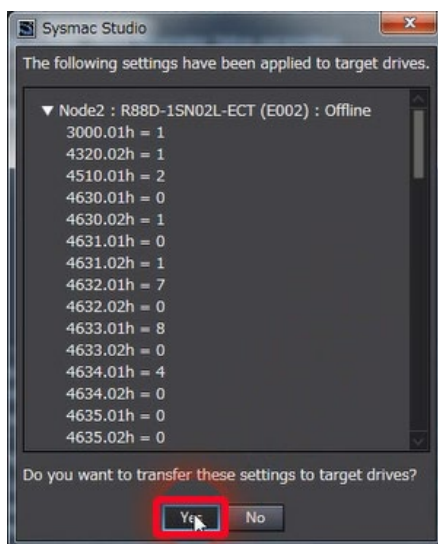 Sysmac Studio
The following settings have been applied to target drives.
▼ Node2 : R88D-1SN02L-ECT (E002) : Offline
3000.01h = 1
4320.02h = 1
4510.01h = 2
4630.01h = 0
4630.02h = 1
4631.01h = 0
4631.02h = 1
4632.01h = 7
4632.02h = 0
4633.01h = 8
4633.02h = 0
4634.01h = 4
4634.02h = 0
4635.01h = 0
4635.02h = 0
Do you want to transfer these settings to target drives?
Yes No